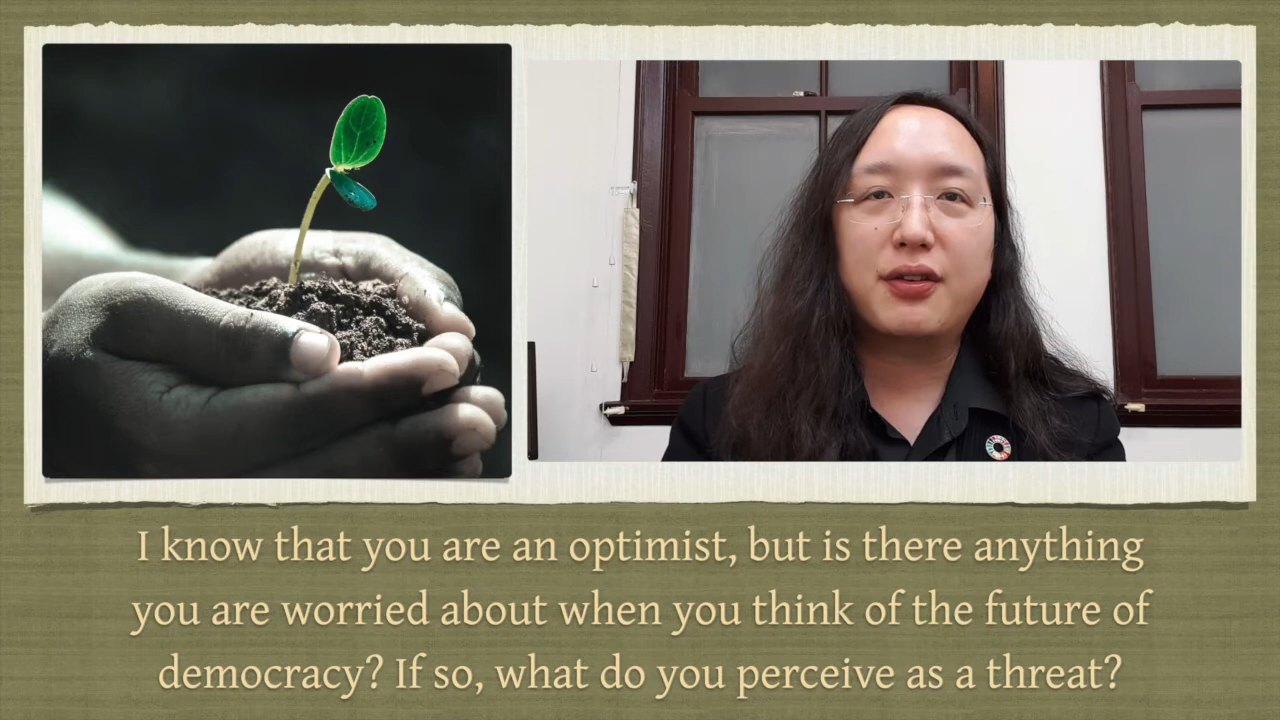 I know that you are an optimist, but is there anything
you are worried about when you think of the future of
democracy? If so, what do you perceive as a threat?